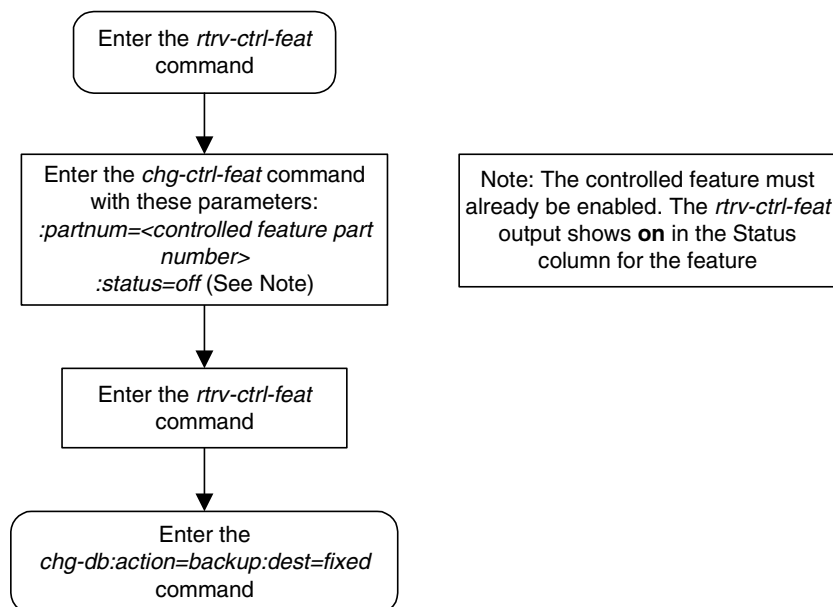 Enter the rtrv-ctrl-feat
command
Enter the chg-ctrl-feat command
with these parameters:
:partnum=<controlled feature part
number>
:status=off (See Note)
Note: The controlled feature must
already be enabled. The rtrv-ctrl-feat
output shows on in the Status
column for the feature
Enter the rtrv-ctrl-feat
command
Enter the
chg-db:action=backup:dest=fixed
command